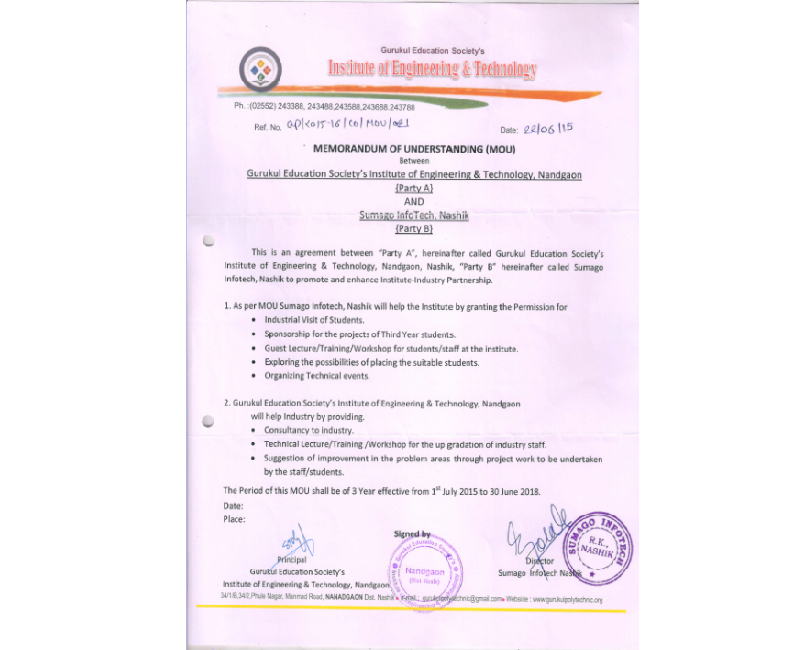 Gurukul Education Society's
Institute of Engineering & Technology
Ph. :(02552) 243388, 243488,243588,243688,243788
Ref. No. GP/2015-16/CO/MOU/021
Date: 22/06/15
MEMORANDUM OF UNDERSTANDING (MOU)
Between
Gurukul Education Society's Institute of Engineering & Technology, Nandgaon
{Party A}
AND
Sumago InfoTech, Nashik
{Party B}
This is an agreement between "Party A", hereinafter called Gurukul Education Society's
Institute of Engineering & Technology, Nandgaon, Nashik, "Party B" hereinafter called Sumago
Infotech, Nashik to promote and enhance Institute-Industry Partnership.
1. As per MOU Sumago Infotech, Nashik will help the Institute by granting the Permission for
• Industrial Visit of Students.
• Sponsorship for the projects of Third Year students.
• Guest Lecture/Training/Workshop for students/staff at the institute.
• Exploring the possibilities of placing the suitable students.
• Organizing Technical events.
2. Gurukul Education Society's Institute of Engineering & Technology, Nandgaon
will help Industry by providing.
• Consultancy to industry.
• Technical Lecture/Training /Workshop for the up gradation of industry staff.
• Suggestion of improvement in the problem areas through project work to be undertaken
by the staff/students.
The Period of this MOU shall be of 3 Year effective from 1st July 2015 to 30 June 2018.
Date:
Place:
Signed by
Principal
Gurukul Education Society's
Institute of Engineering & Technology, Nandgaon
Gurukul Education Society's
Nandgaon
(Dist. Nasik)
Director
Sumago Infotech Nashik
SUMAGO INFOTECH
R.K.,
NASHIK
34/1/6,34/2,Phule Nagar, Manmad Road, NANADGAON Dist. Nashik E-mail : gurukulpolytechnic@gmail.com Website : www.gurukulpolytechnic.org